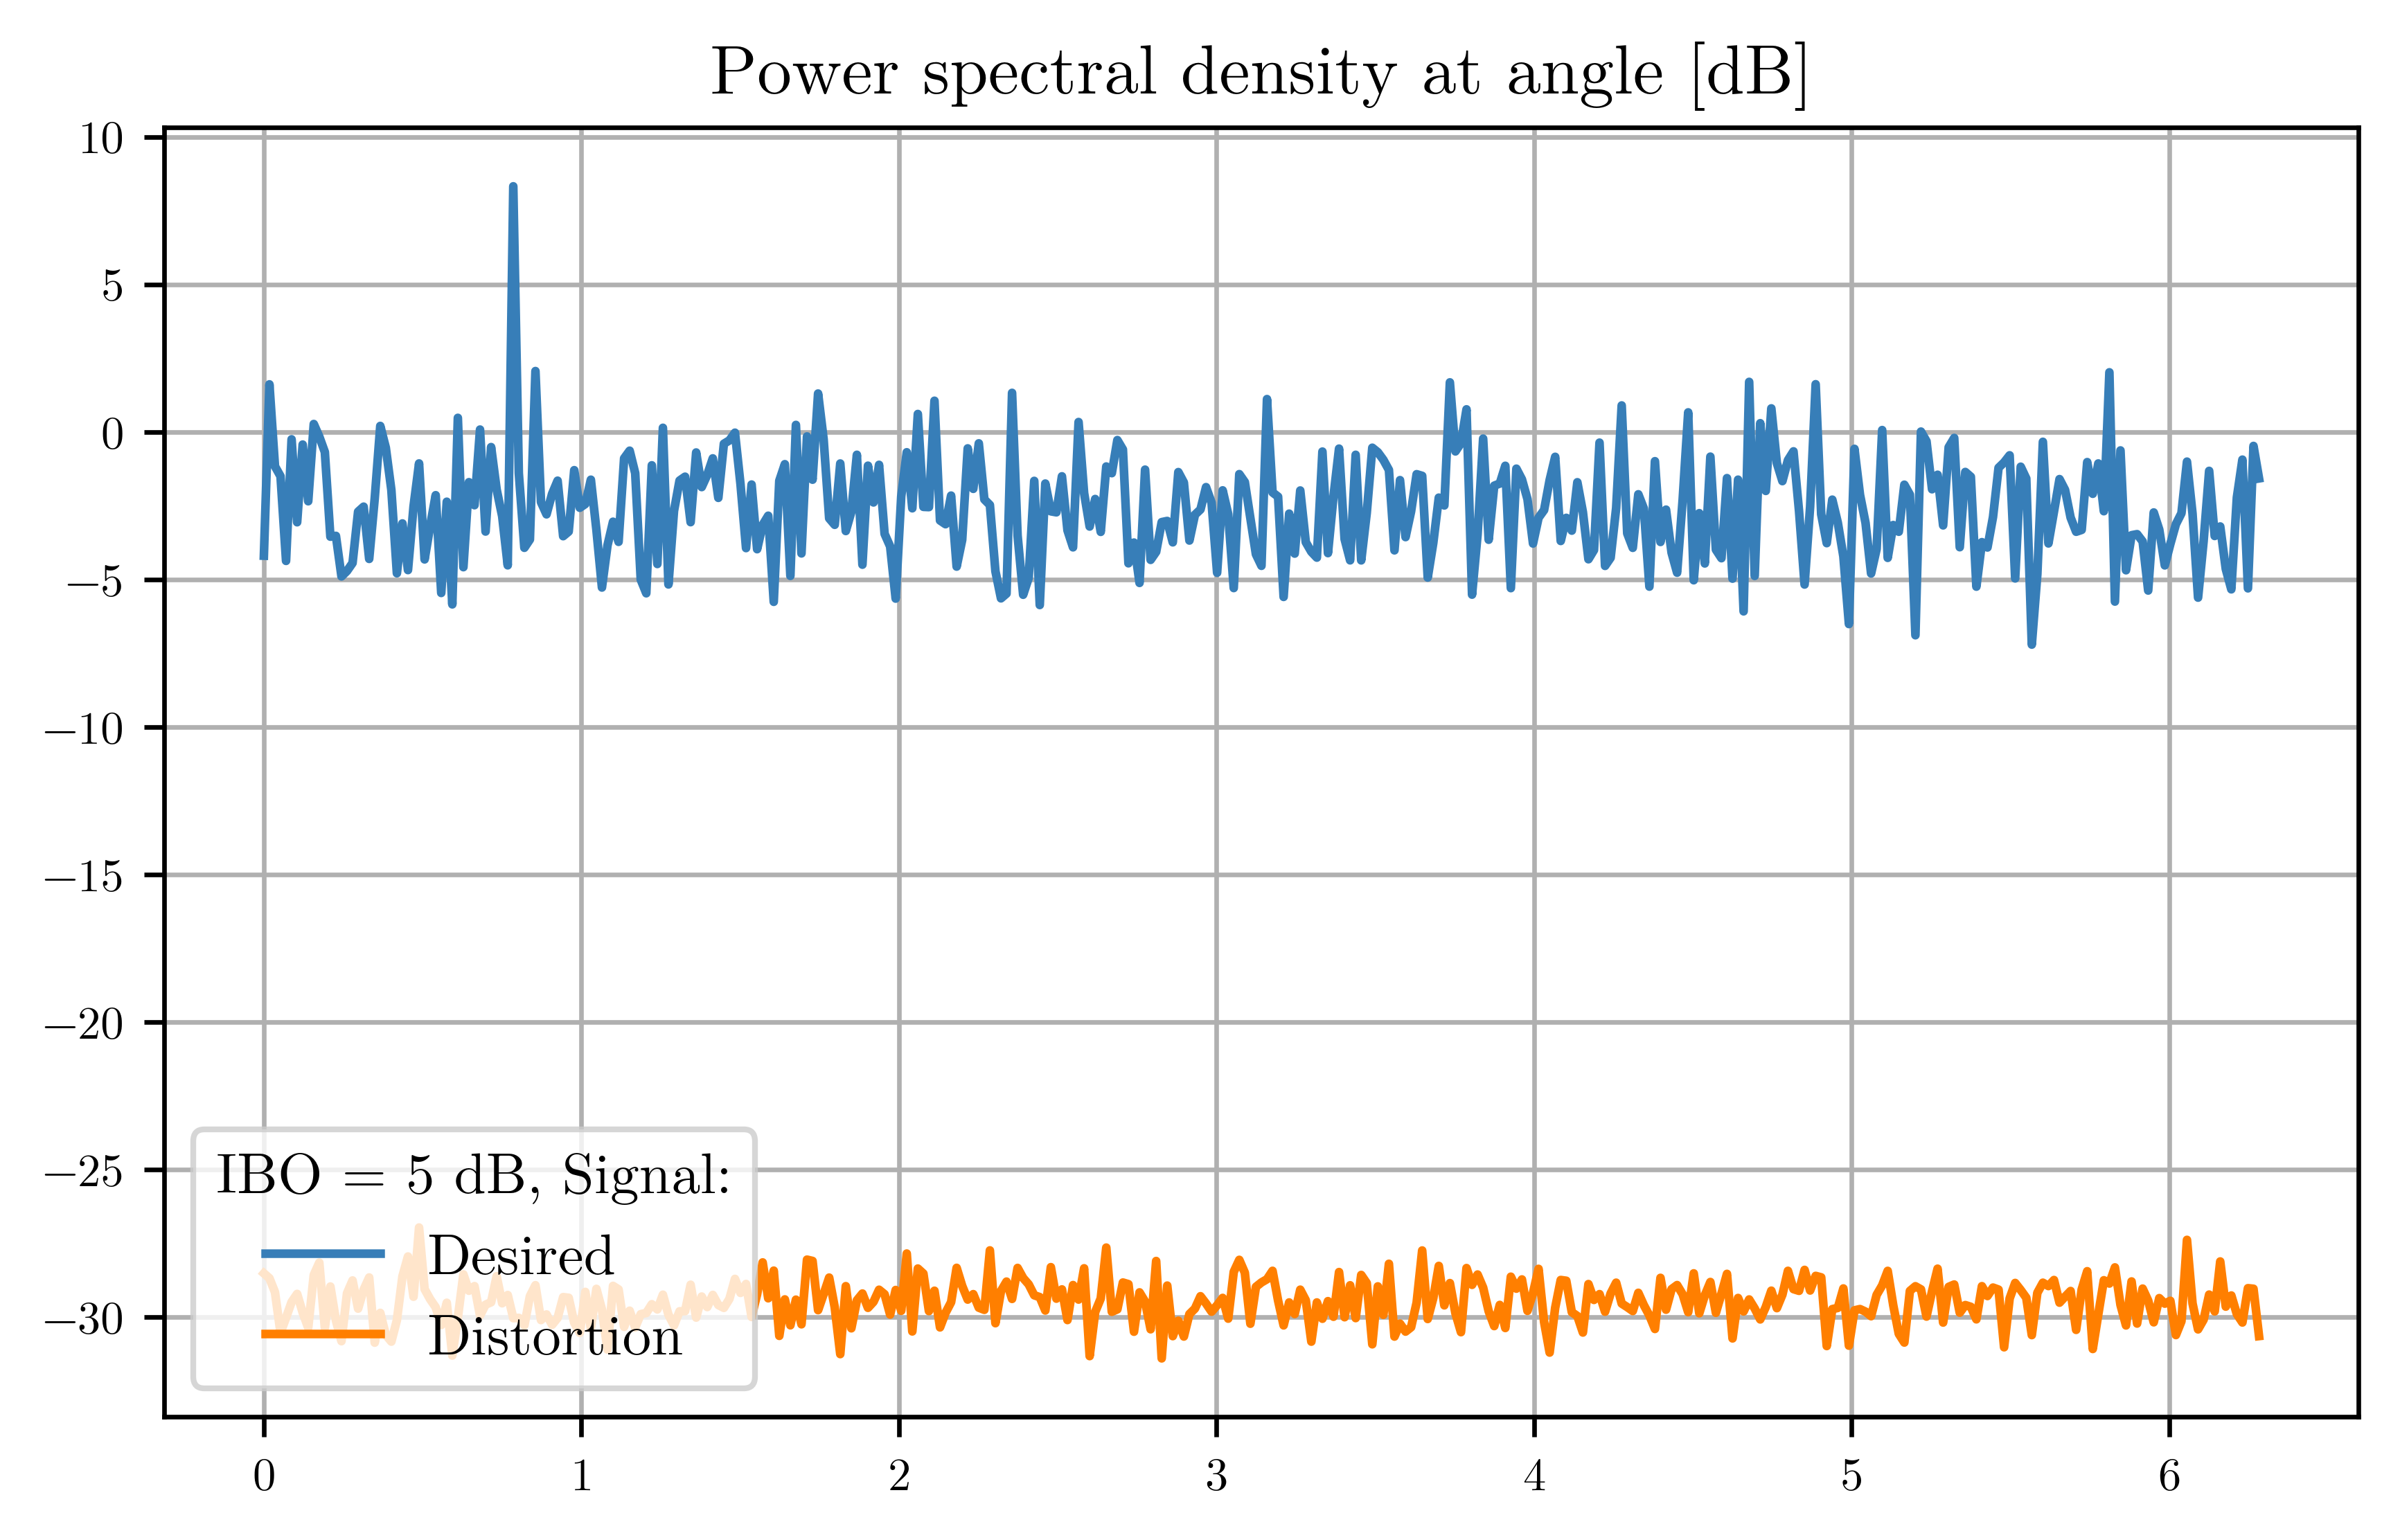 Power spectral density at angle [dB]
10
5
0
−5
−10
−15
−20
−25
−30
IBO = 5 dB, Signal:
Desired
Distortion
0 1 2 3 4 5 6